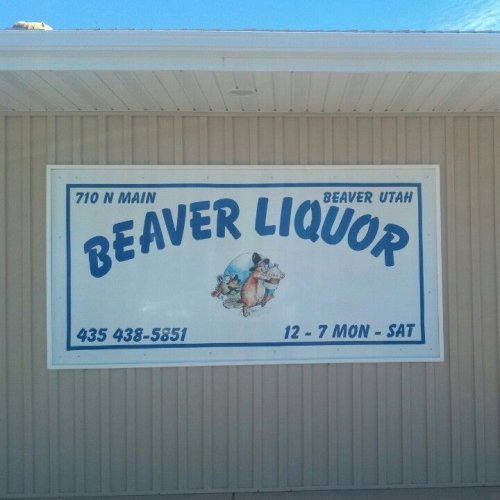 710 N MAIN
BEAVER UTAH
BEAVER LIQUOR
435 438-5851
12 - 7 MON - SAT